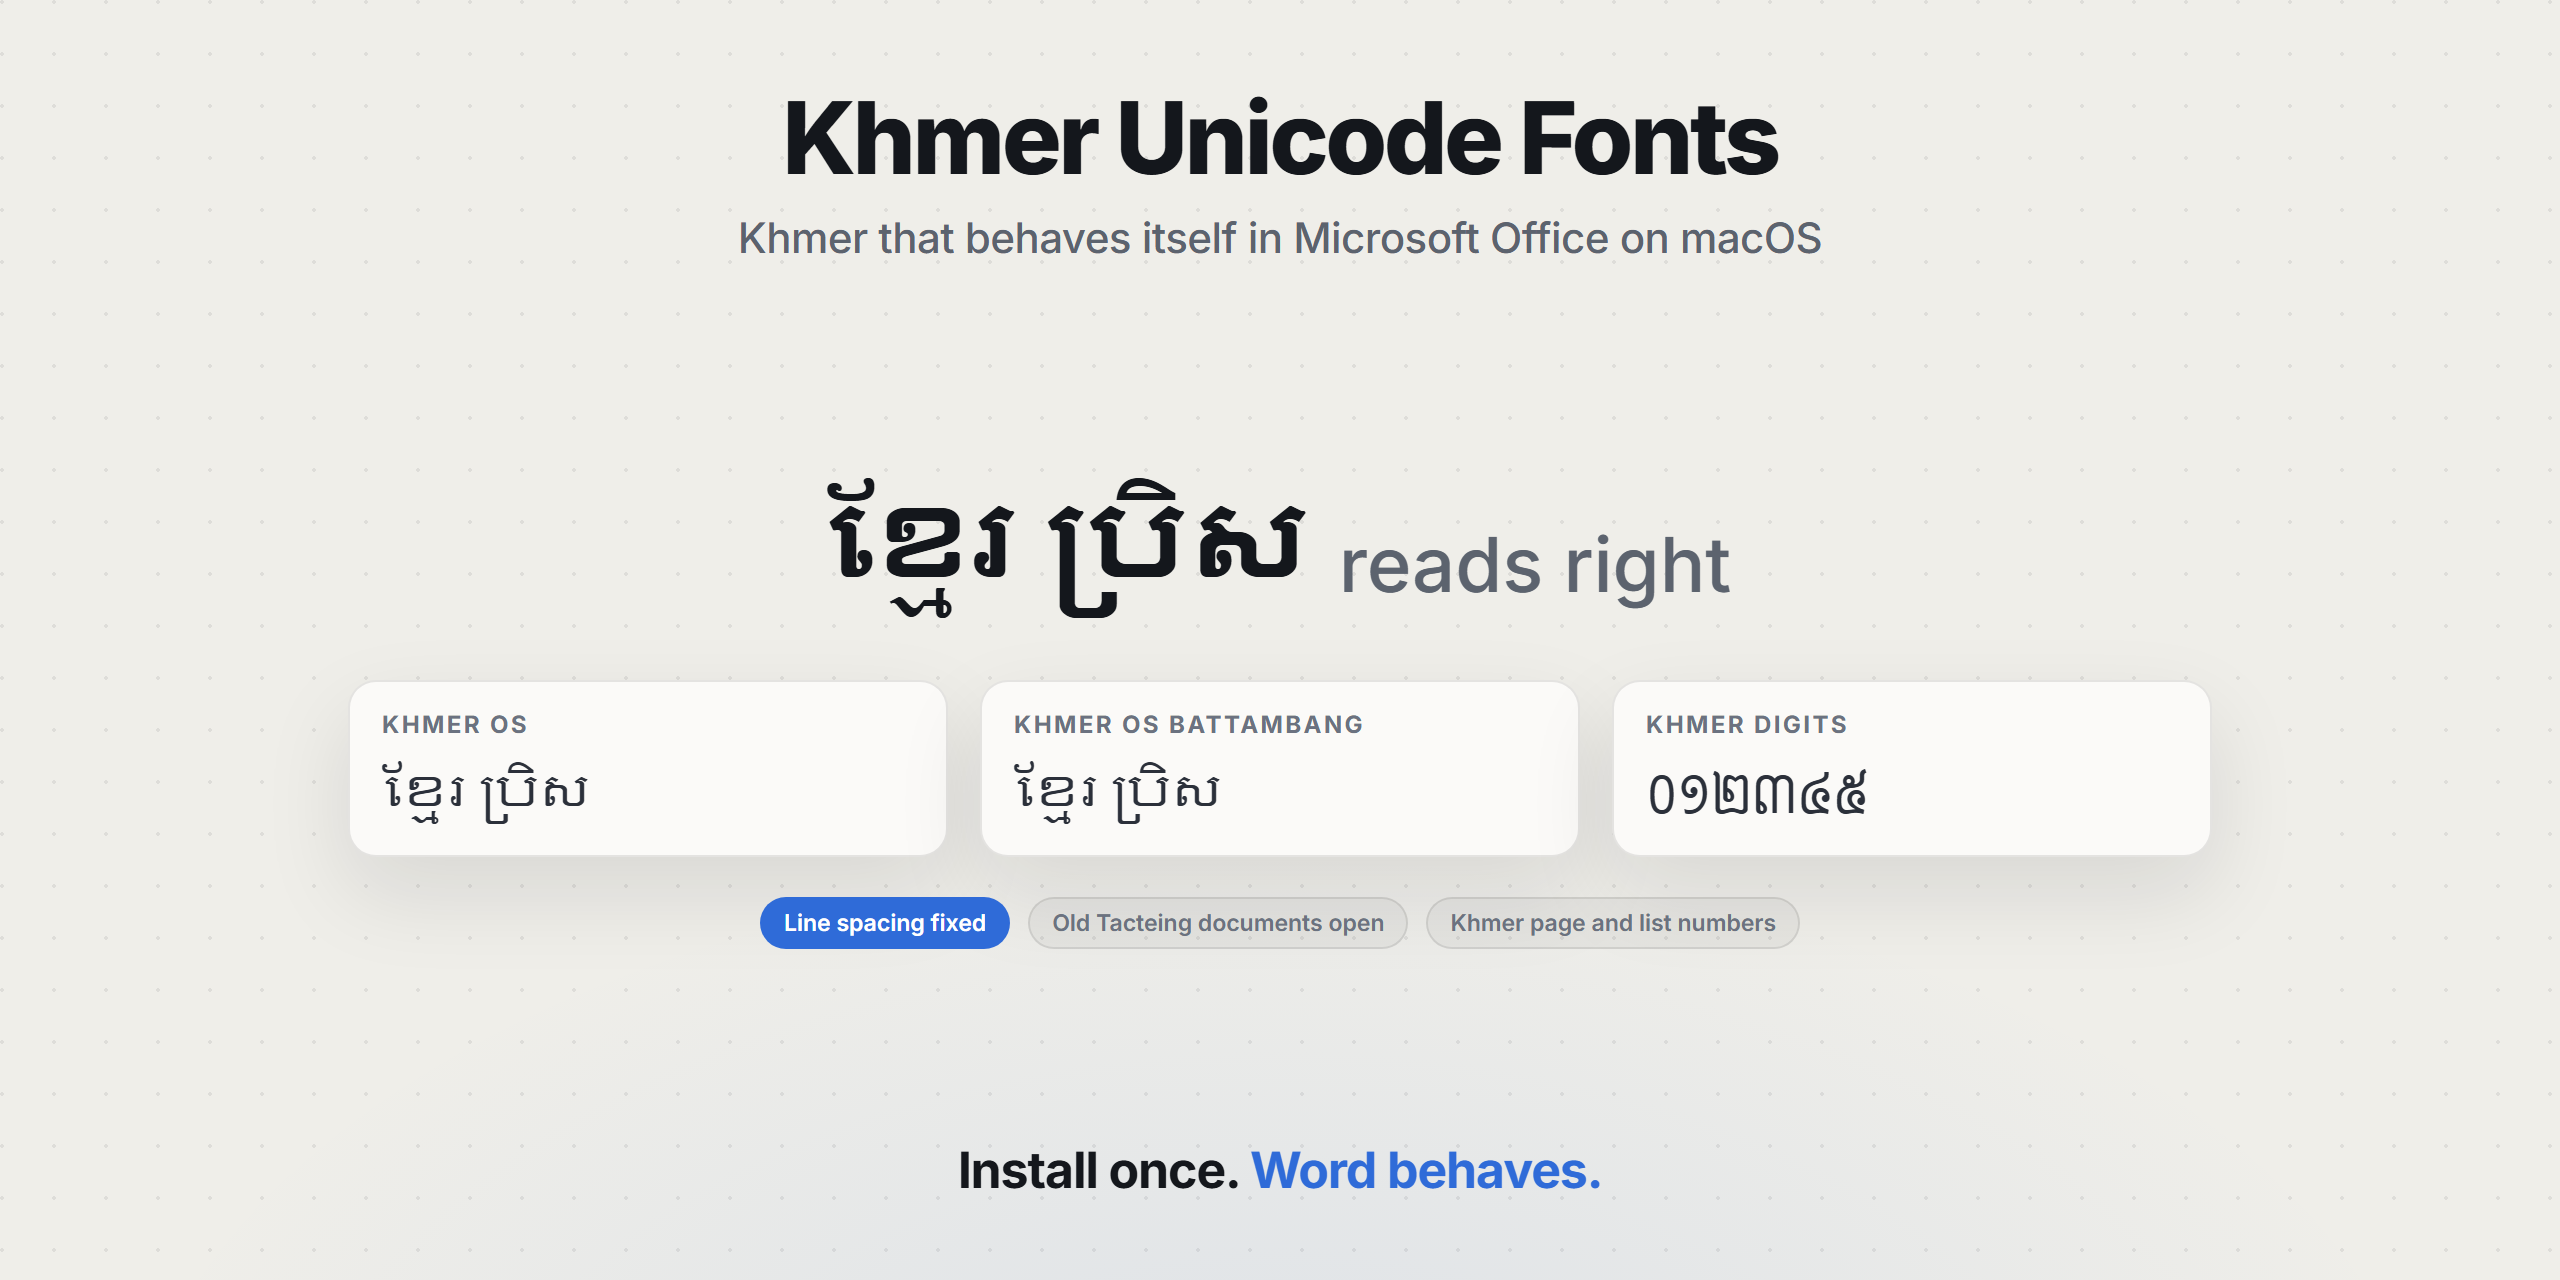 Khmer Unicode Fonts
Khmer that behaves itself in Microsoft Office on macOS
ខ្មែរ ប្រិស reads right
KHMER OS
ខ្មែរ ប្រិស
KHMER OS BATTAMBANG
ខ្មែរ ប្រិស
KHMER DIGITS
០១២៣៤៥
Line spacing fixed
Old Tacteing documents open
Khmer page and list numbers
Install once. Word behaves.